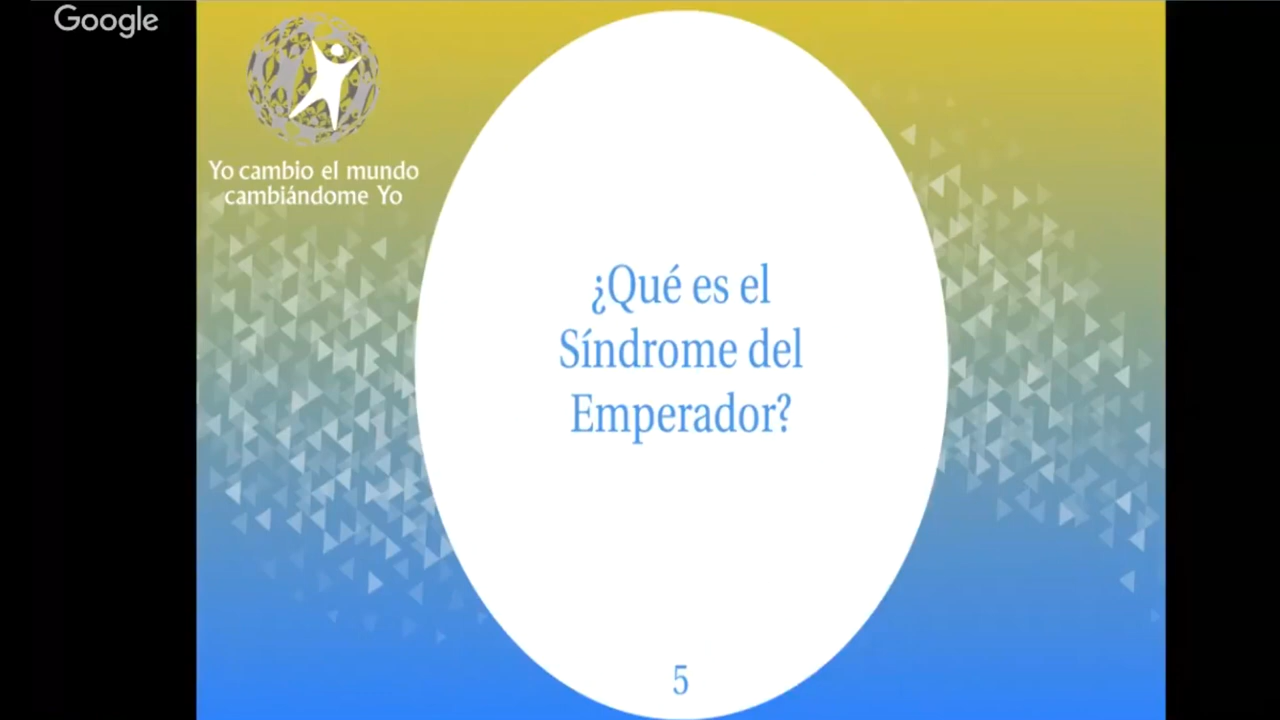 Google
Yo cambio el mundo
cambiándome Yo
¿Qué es el
Síndrome del
Emperador?
5